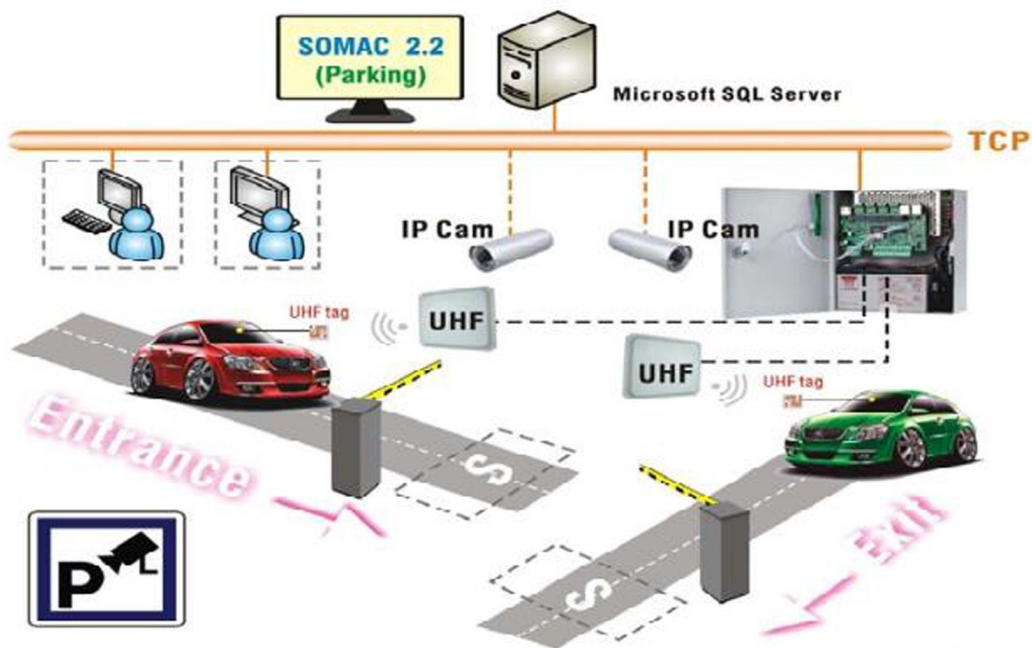 SOMAC 2.2
(Parking)
Microsoft SQL Server
TCP
IP Cam
IP Cam
UHF tag
UHF
UHF
UHF tag
Entrance
S
Exit
S
P